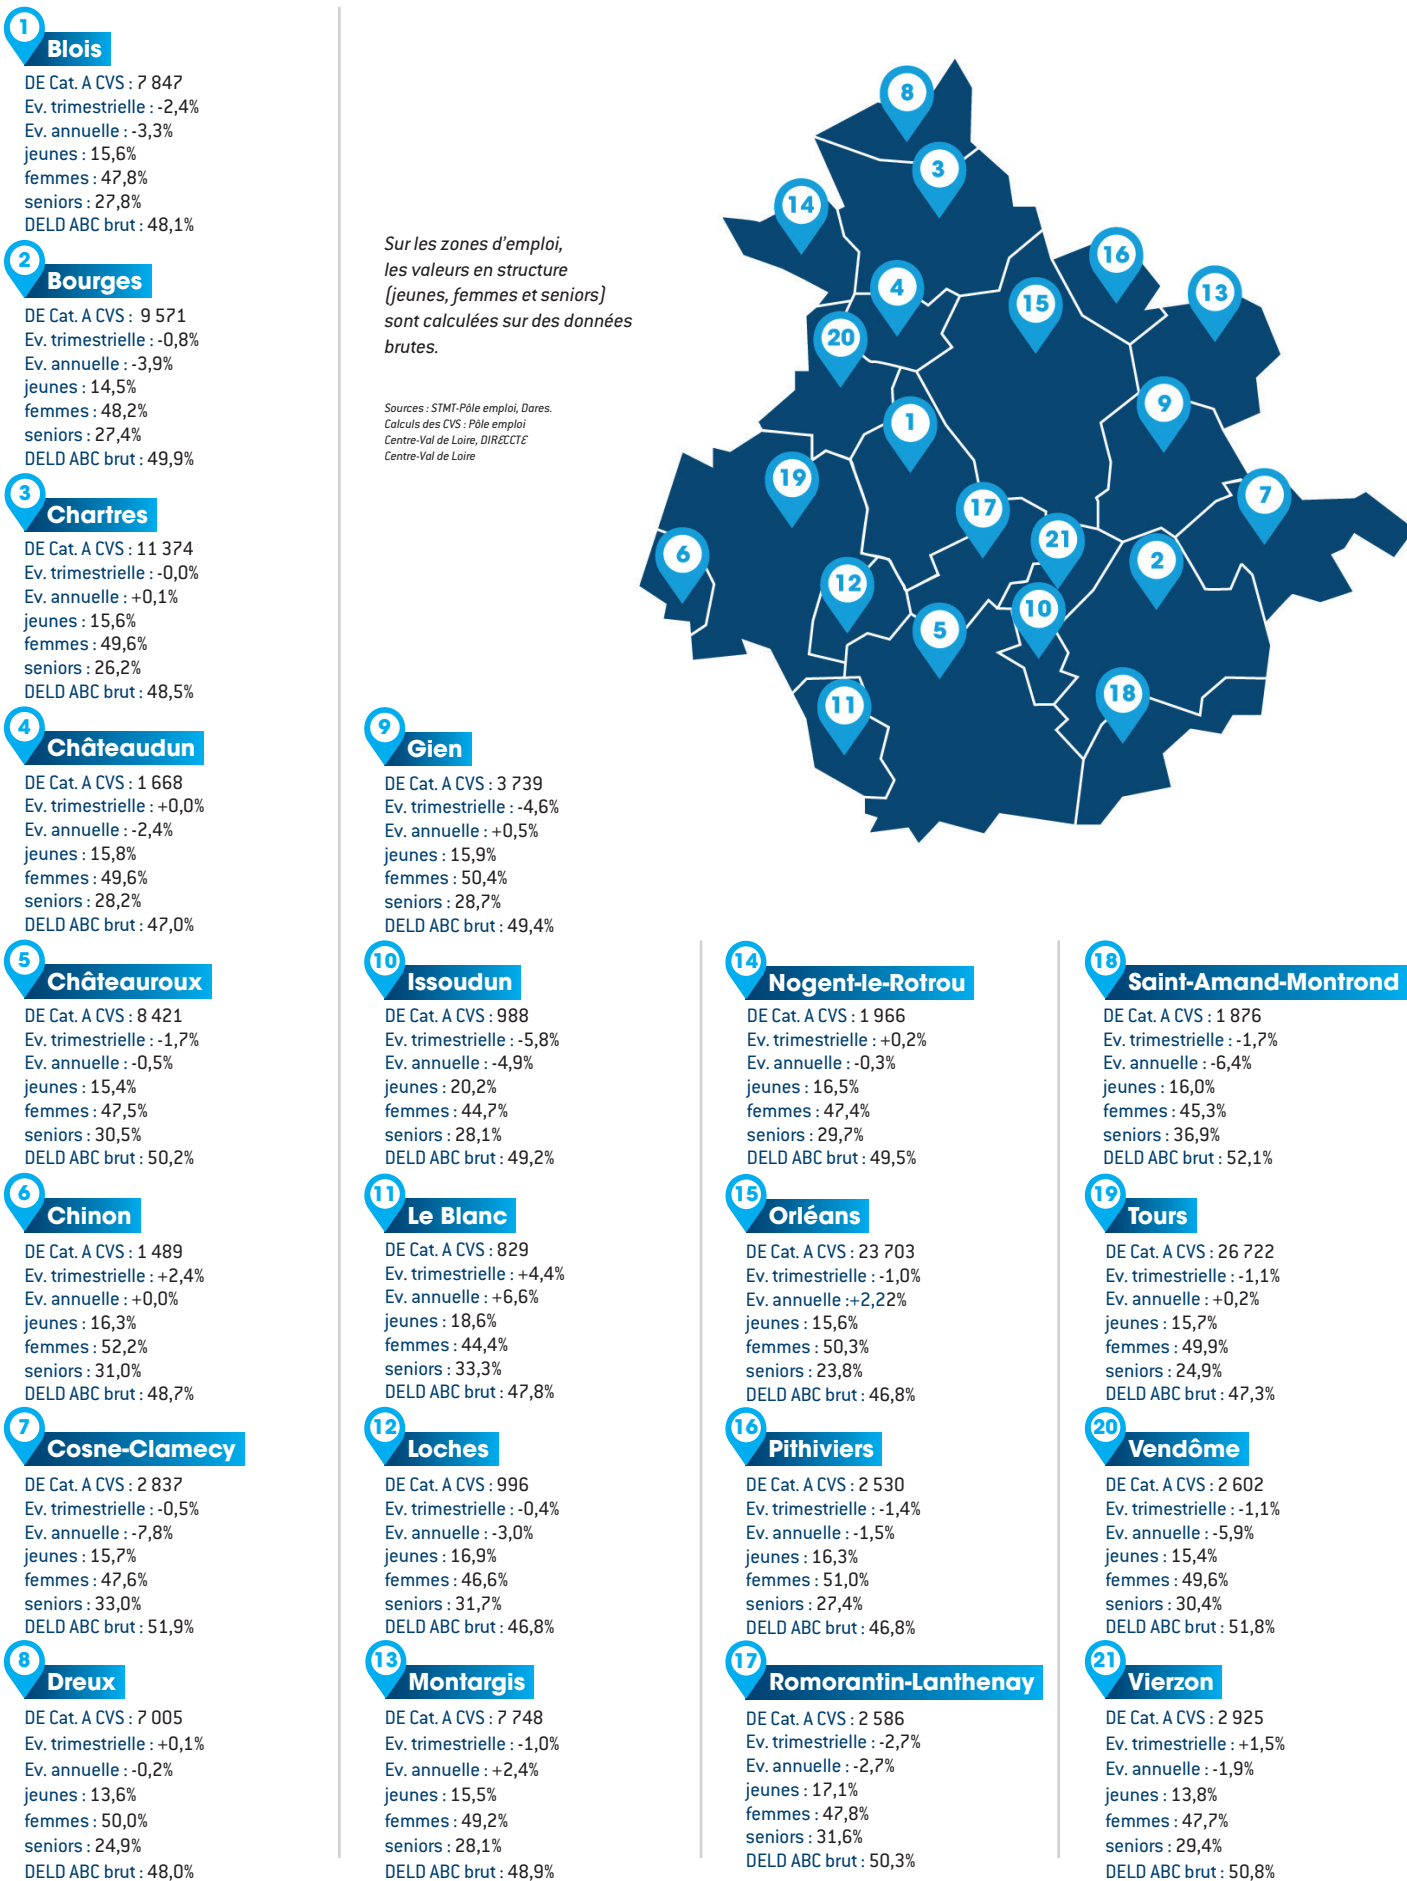 1
Blois
DE Cat. A CVS : 7 847
Ev. trimestrielle : -2,4%
Ev. annuelle : -3,3%
jeunes : 15,6%
femmes : 47,8%
seniors : 27,8%
DELD ABC brut : 48,1%
2
Bourges
DE Cat. A CVS : 9 571
Ev. trimestrielle : -0,8%
Ev. annuelle : -3,9%
jeunes : 14,5%
femmes : 48,2%
seniors : 27,4%
DELD ABC brut : 49,9%
3
Chartres
DE Cat. A CVS : 11 374
Ev. trimestrielle : -0,0%
Ev. annuelle : +0,1%
jeunes : 15,6%
femmes : 49,6%
seniors : 26,2%
DELD ABC brut : 48,5%
4
Châteaudun
DE Cat. A CVS : 1 668
Ev. trimestrielle : +0,0%
Ev. annuelle : -2,4%
jeunes : 15,8%
femmes : 49,6%
seniors : 28,2%
DELD ABC brut : 47,0%
5
Châteauroux
DE Cat. A CVS : 8 421
Ev. trimestrielle : -1,7%
Ev. annuelle : -0,5%
jeunes : 15,4%
femmes : 47,5%
seniors : 30,5%
DELD ABC brut : 50,2%
6
Chinon
DE Cat. A CVS : 1 489
Ev. trimestrielle : +2,4%
Ev. annuelle : +0,0%
jeunes : 16,3%
femmes : 52,2%
seniors : 31,0%
DELD ABC brut : 48,7%
7
Cosne-Clamecy
DE Cat. A CVS : 2 837
Ev. trimestrielle : -0,5%
Ev. annuelle : -7,8%
jeunes : 15,7%
femmes : 47,6%
seniors : 33,0%
DELD ABC brut : 51,9%
8
Dreux
DE Cat. A CVS : 7 005
Ev. trimestrielle : +0,1%
Ev. annuelle : -0,2%
jeunes : 13,6%
femmes : 50,0%
seniors : 24,9%
DELD ABC brut : 48,0%
Sur les zones d'emploi,
les valeurs en structure
(jeunes, femmes et seniors)
sont calculées sur des données
brutes.
Sources : STMT-Pôle emploi, Dares.
Calculs des CVS : Pôle emploi
Centre-Val de Loire, DIRECCTE
Centre-Val de Loire
8
3
14
16
4
15
13
20
9
1
19
7
17
21
6
2
12
10
5
18
11
9
Gien
DE Cat. A CVS : 3 739
Ev. trimestrielle : -4,6%
Ev. annuelle : +0,5%
jeunes : 15,9%
femmes : 50,4%
seniors : 28,7%
DELD ABC brut : 49,4%
10
Issoudun
DE Cat. A CVS : 988
Ev. trimestrielle : -5,8%
Ev. annuelle : -4,9%
jeunes : 20,2%
femmes : 44,7%
seniors : 28,1%
DELD ABC brut : 49,2%
11
Le Blanc
DE Cat. A CVS : 829
Ev. trimestrielle : +4,4%
Ev. annuelle : +6,6%
jeunes : 18,6%
femmes : 44,4%
seniors : 33,3%
DELD ABC brut : 47,8%
12
Loches
DE Cat. A CVS : 996
Ev. trimestrielle : -0,4%
Ev. annuelle : -3,0%
jeunes : 16,9%
femmes : 46,6%
seniors : 31,7%
DELD ABC brut : 46,8%
13
Montargis
DE Cat. A CVS : 7 748
Ev. trimestrielle : -1,0%
Ev. annuelle : +2,4%
jeunes : 15,5%
femmes : 49,2%
seniors : 28,1%
DELD ABC brut : 48,9%
14
Nogent-le-Rotrou
DE Cat. A CVS : 1 966
Ev. trimestrielle : +0,2%
Ev. annuelle : -0,3%
jeunes : 16,5%
femmes : 47,4%
seniors : 29,7%
DELD ABC brut : 49,5%
15
Orléans
DE Cat. A CVS : 23 703
Ev. trimestrielle : -1,0%
Ev. annuelle :+2,22%
jeunes : 15,6%
femmes : 50,3%
seniors : 23,8%
DELD ABC brut : 46,8%
16
Pithiviers
DE Cat. A CVS : 2 530
Ev. trimestrielle : -1,4%
Ev. annuelle : -1,5%
jeunes : 16,3%
femmes : 51,0%
seniors : 27,4%
DELD ABC brut : 46,8%
17
Romorantin-Lanthenay
DE Cat. A CVS : 2 586
Ev. trimestrielle : -2,7%
Ev. annuelle : -2,7%
jeunes : 17,1%
femmes : 47,8%
seniors : 31,6%
DELD ABC brut : 50,3%
18
Saint-Amand-Montrond
DE Cat. A CVS : 1 876
Ev. trimestrielle : -1,7%
Ev. annuelle : -6,4%
jeunes : 16,0%
femmes : 45,3%
seniors : 36,9%
DELD ABC brut : 52,1%
19
Tours
DE Cat. A CVS : 26 722
Ev. trimestrielle : -1,1%
Ev. annuelle : +0,2%
jeunes : 15,7%
femmes : 49,9%
seniors : 24,9%
DELD ABC brut : 47,3%
20
Vendôme
DE Cat. A CVS : 2 602
Ev. trimestrielle : -1,1%
Ev. annuelle : -5,9%
jeunes : 15,4%
femmes : 49,6%
seniors : 30,4%
DELD ABC brut : 51,8%
21
Vierzon
DE Cat. A CVS : 2 925
Ev. trimestrielle : +1,5%
Ev. annuelle : -1,9%
jeunes : 13,8%
femmes : 47,7%
seniors : 29,4%
DELD ABC brut : 50,8%